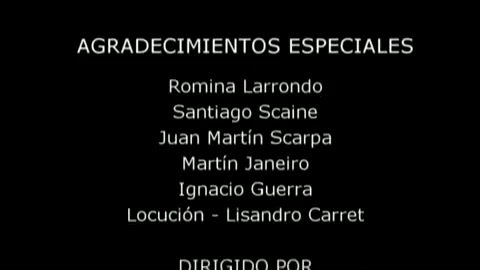 AGRADECIMIENTOS ESPECIALES
Romina Larrondo
Santiago Scaine
Juan Martín Scarpa
Martín Janeiro
Ignacio Guerra
Locución - Lisandro Carret
DIRIGIDO POR